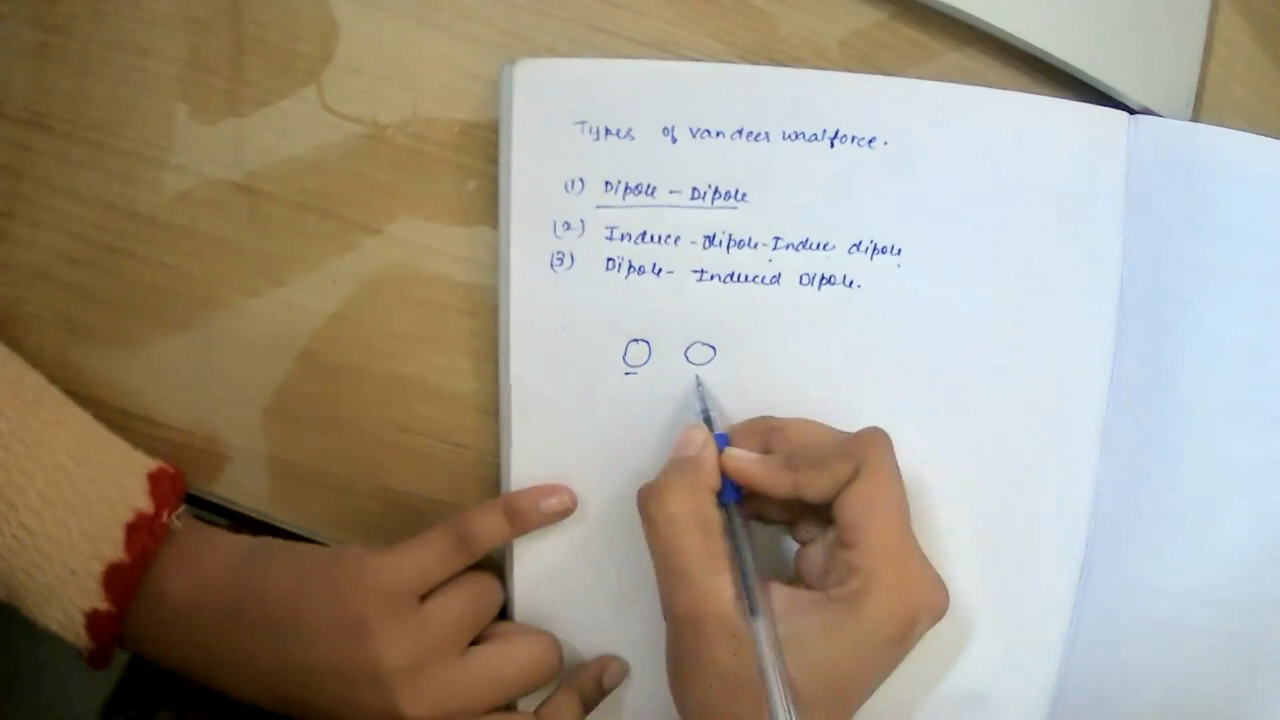 Types of vandeer waalforce.
(1) Dipole - Dipole
(2) Induce - dipole - Induce dipole
(3) Dipole - Induced Dipole.